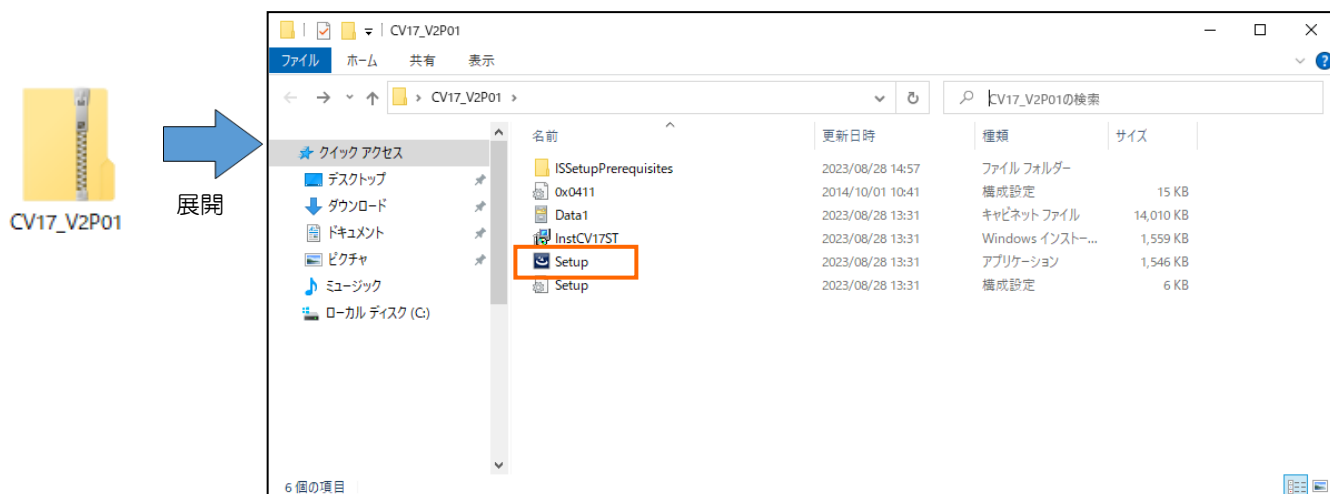 CV17_V2P01
展開
CV17_V2P01
ファイル ホーム 共有 表示
CV17_V2P01
CV17_V2P01の検索
クイック アクセス
デスクトップ
ダウンロード
ドキュメント
ピクチャ
ミュージック
ローカル ディスク (C:)
名前 更新日時 種類 サイズ
ISSetupPrerequisites 2023/08/28 14:57 ファイル フォルダー
0x0411 2014/10/01 10:41 構成設定 15 KB
Data1 2023/08/28 13:31 キャビネット ファイル 14,010 KB
InstCV17ST 2023/08/28 13:31 Windows インストー... 1,559 KB
Setup 2023/08/28 13:31 アプリケーション 1,546 KB
Setup 2023/08/28 13:31 構成設定 6 KB
6 個の項目